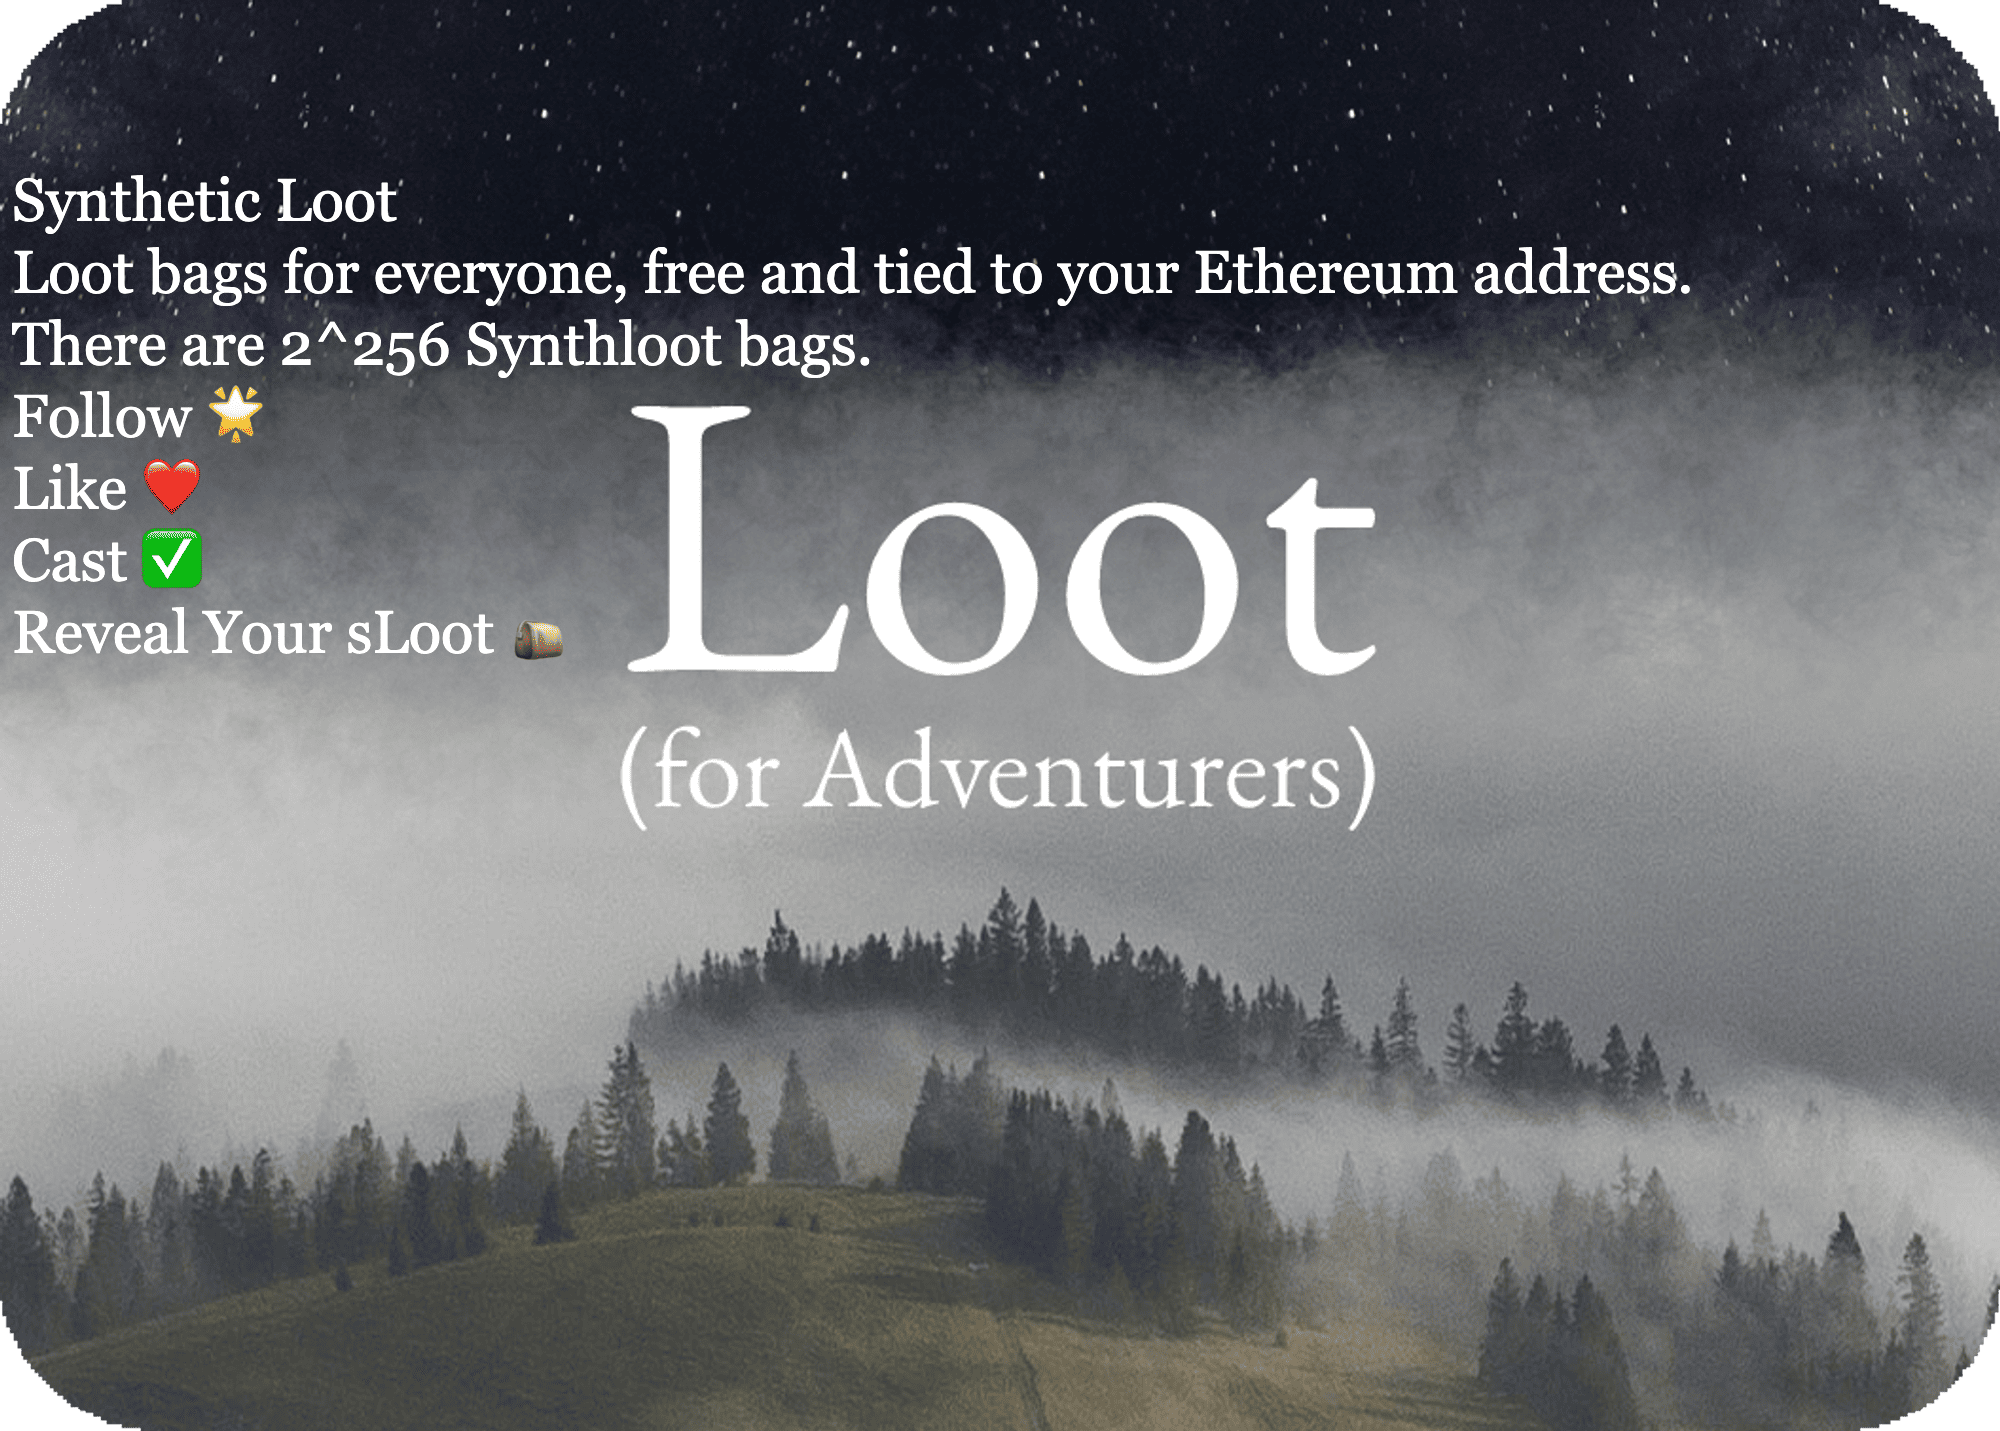 Synthetic Loot
Loot bags for everyone, free and tied to your Ethereum address.
There are 2^256 Synthloot bags.
Follow 🌟
Like ❤️
Cast ✅
Reveal Your sLoot
Loot
(for Adventurers)